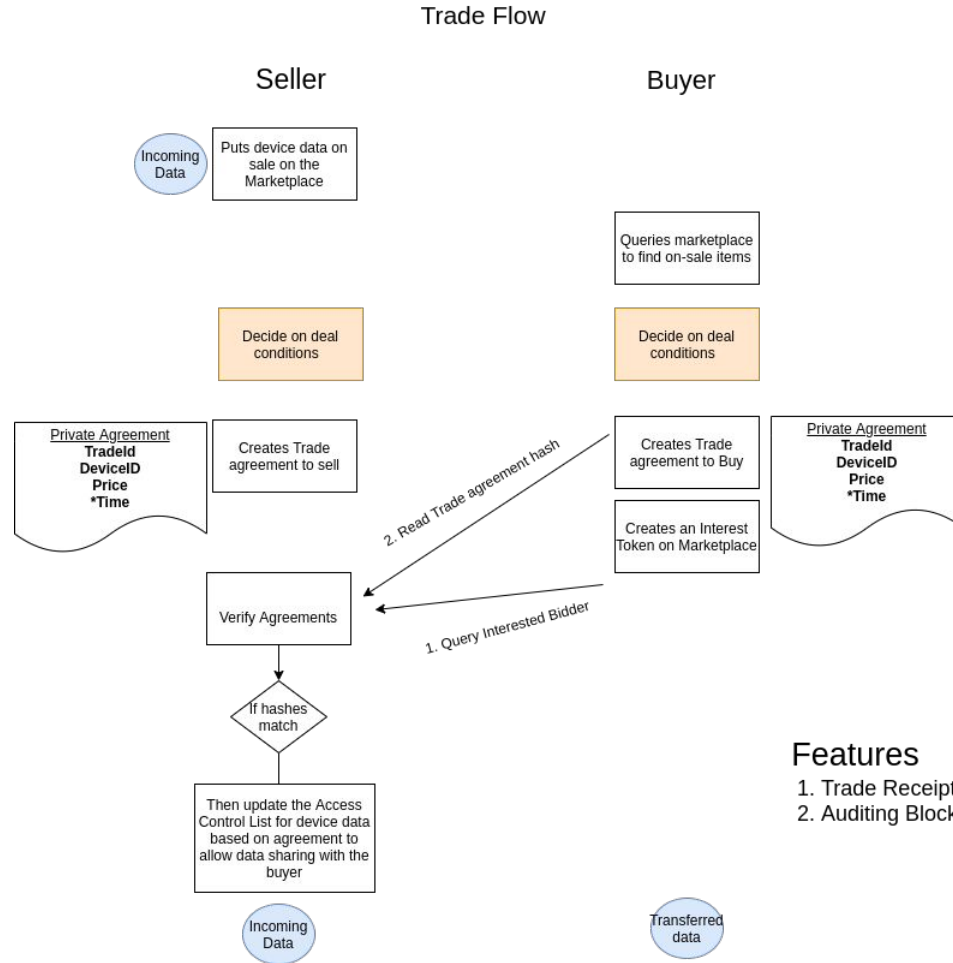 Trade Flow
Seller
Buyer
Incoming
Data
Puts device data on
sale on the
Marketplace
Queries marketplace
to find on-sale items
Decide on deal
conditions
Decide on deal
conditions
Private Agreement
TradeId
DeviceID
Price
*Time
Creates Trade
agreement to sell
Creates Trade
agreement to Buy
Private Agreement
TradeId
DeviceID
Price
*Time
2. Read Trade agreement hash
Creates an Interest
Token on Marketplace
Verify Agreements
1. Query Interested Bidder
If hashes
match
Features
1. Trade Receipt
2. Auditing Block
Then update the Access
Control List for device data
based on agreement to
allow data sharing with the
buyer
Incoming
Data
Transferred
data